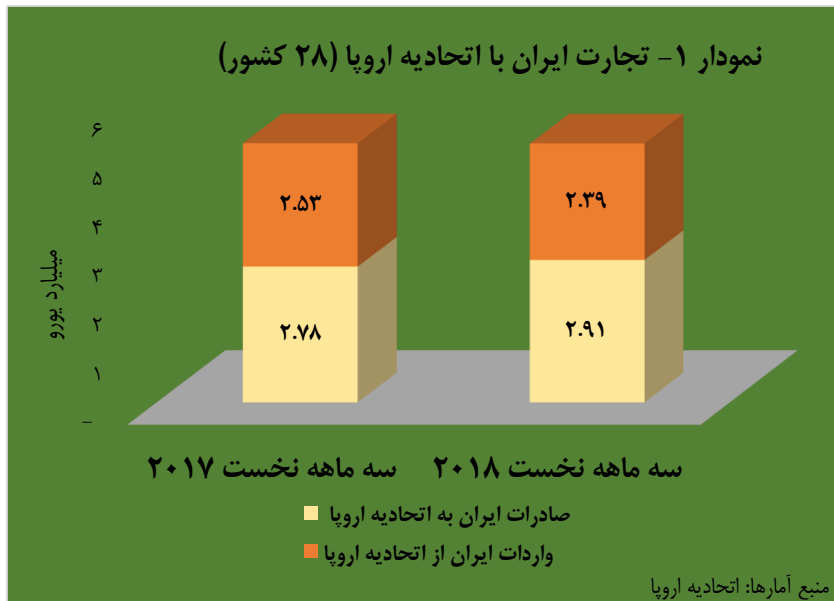 نمودار ۱- تجارت ایران با اتحادیه اروپا (۲۸ کشور)
۶
۵
۴
۳
۲
۱
-
میلیارد یورو
۲.۵۳
۲.۳۹
۲.۷۸
۲.۹۱
سه ماهه نخست ۲۰۱۷
سه ماهه نخست ۲۰۱۸
صادرات ایران به اتحادیه اروپا
واردات ایران از اتحادیه اروپا
منبع آمارها: اتحادیه اروپا